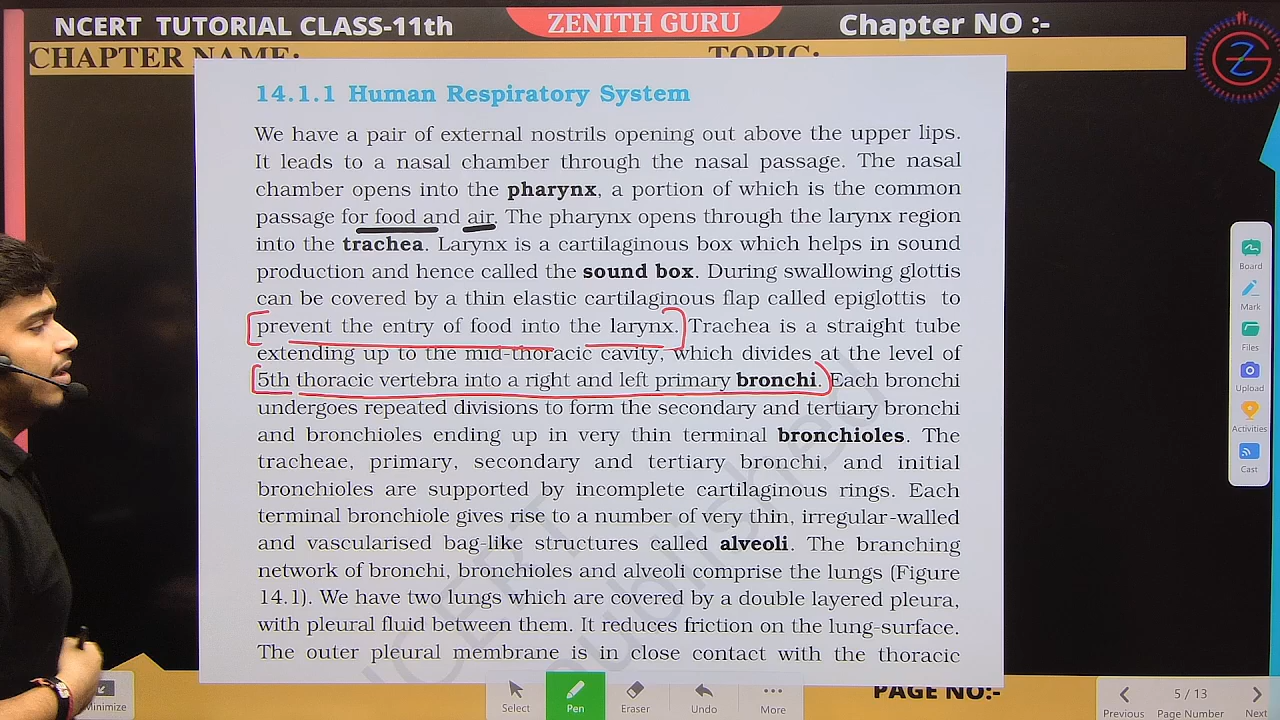 NCERT TUTORIAL CLASS-11th
ZENITH GURU
Chapter NO :-
CHAPTER NAME:
TOPIC:
14.1.1 Human Respiratory System
We have a pair of external nostrils opening out above the upper lips.
It leads to a nasal chamber through the nasal passage. The nasal
chamber opens into the pharynx, a portion of which is the common
passage for food and air. The pharynx opens through the larynx region
into the trachea. Larynx is a cartilaginous box which helps in sound
production and hence called the sound box. During swallowing glottis
can be covered by a thin elastic cartilaginous flap called epiglottis to
prevent the entry of food into the larynx. Trachea is a straight tube
extending up to the mid-thoracic cavity, which divides at the level of
5th thoracic vertebra into a right and left primary bronchi. Each bronchi
undergoes repeated divisions to form the secondary and tertiary bronchi
and bronchioles ending up in very thin terminal bronchioles. The
tracheae, primary, secondary and tertiary bronchi, and initial
bronchioles are supported by incomplete cartilaginous rings. Each
terminal bronchiole gives rise to a number of very thin, irregular-walled
and vascularised bag-like structures called alveoli. The branching
network of bronchi, bronchioles and alveoli comprise the lungs (Figure
14.1). We have two lungs which are covered by a double layered pleura,
with pleural fluid between them. It reduces friction on the lung-surface.
The outer pleural membrane is in close contact with the thoracic
Board
Mark
Files
Upload
Activities
Cast
Minimize
Select
Pen
Eraser
Undo
More
PAGE NO:-
Previous
5 / 13
Page Number
Next